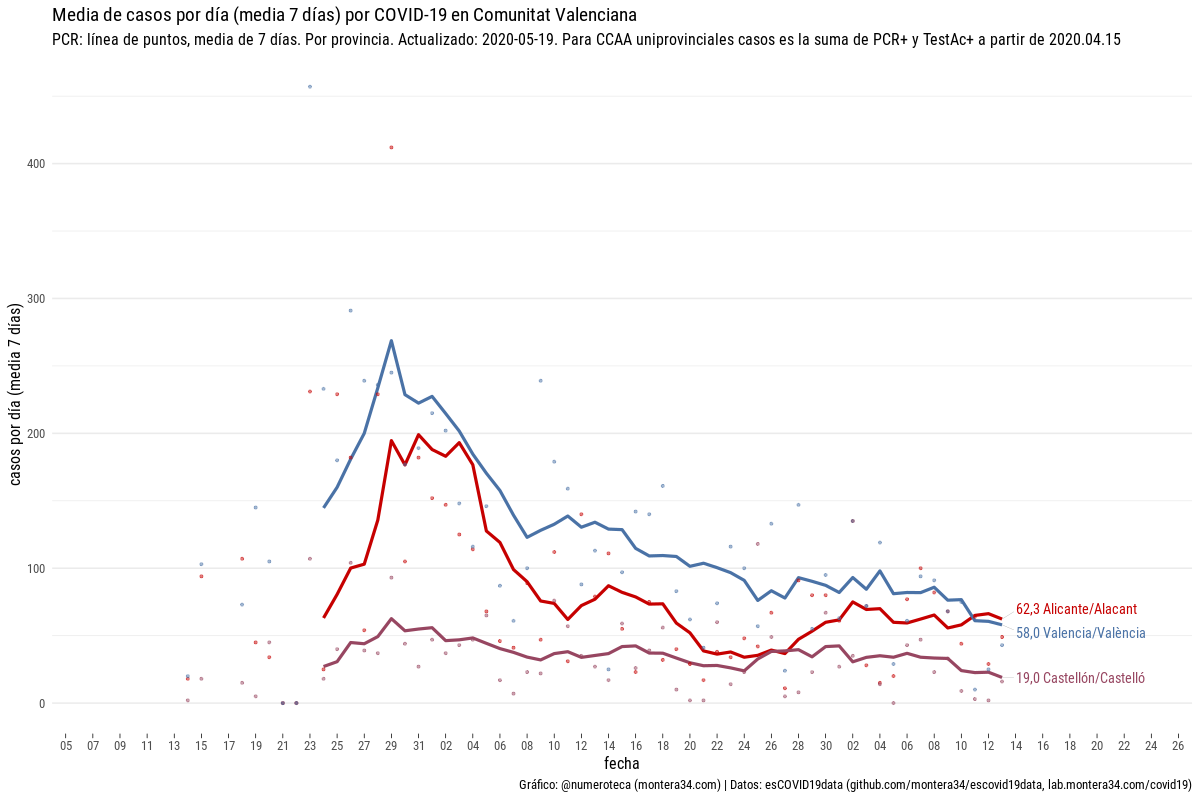 Media de casos por día (media 7 días) por COVID-19 en Comunitat Valenciana
PCR: línea de puntos, media de 7 días. Por provincia. Actualizado: 2020-05-19. Para CCAA uniprovinciales casos es la suma de PCR+ y TestAc+ a partir de 2020.04.15
casos por día (media 7 días)
400
300
200
100
0
62,3 Alicante/Alacant
58,0 Valencia/València
19,0 Castellón/Castelló
05 07 09 11 13 15 17 19 21 23 25 27 29 31 02 04 06 08 10 12 14 16 18 20 22 24 26 28 30 02 04 06 08 10 12 14 16 18 20 22 24 26
fecha
Gráfico: @numeroteca (montera34.com) | Datos: esCOVID19data (github.com/montera34/escovid19data, lab.montera34.com/covid19)